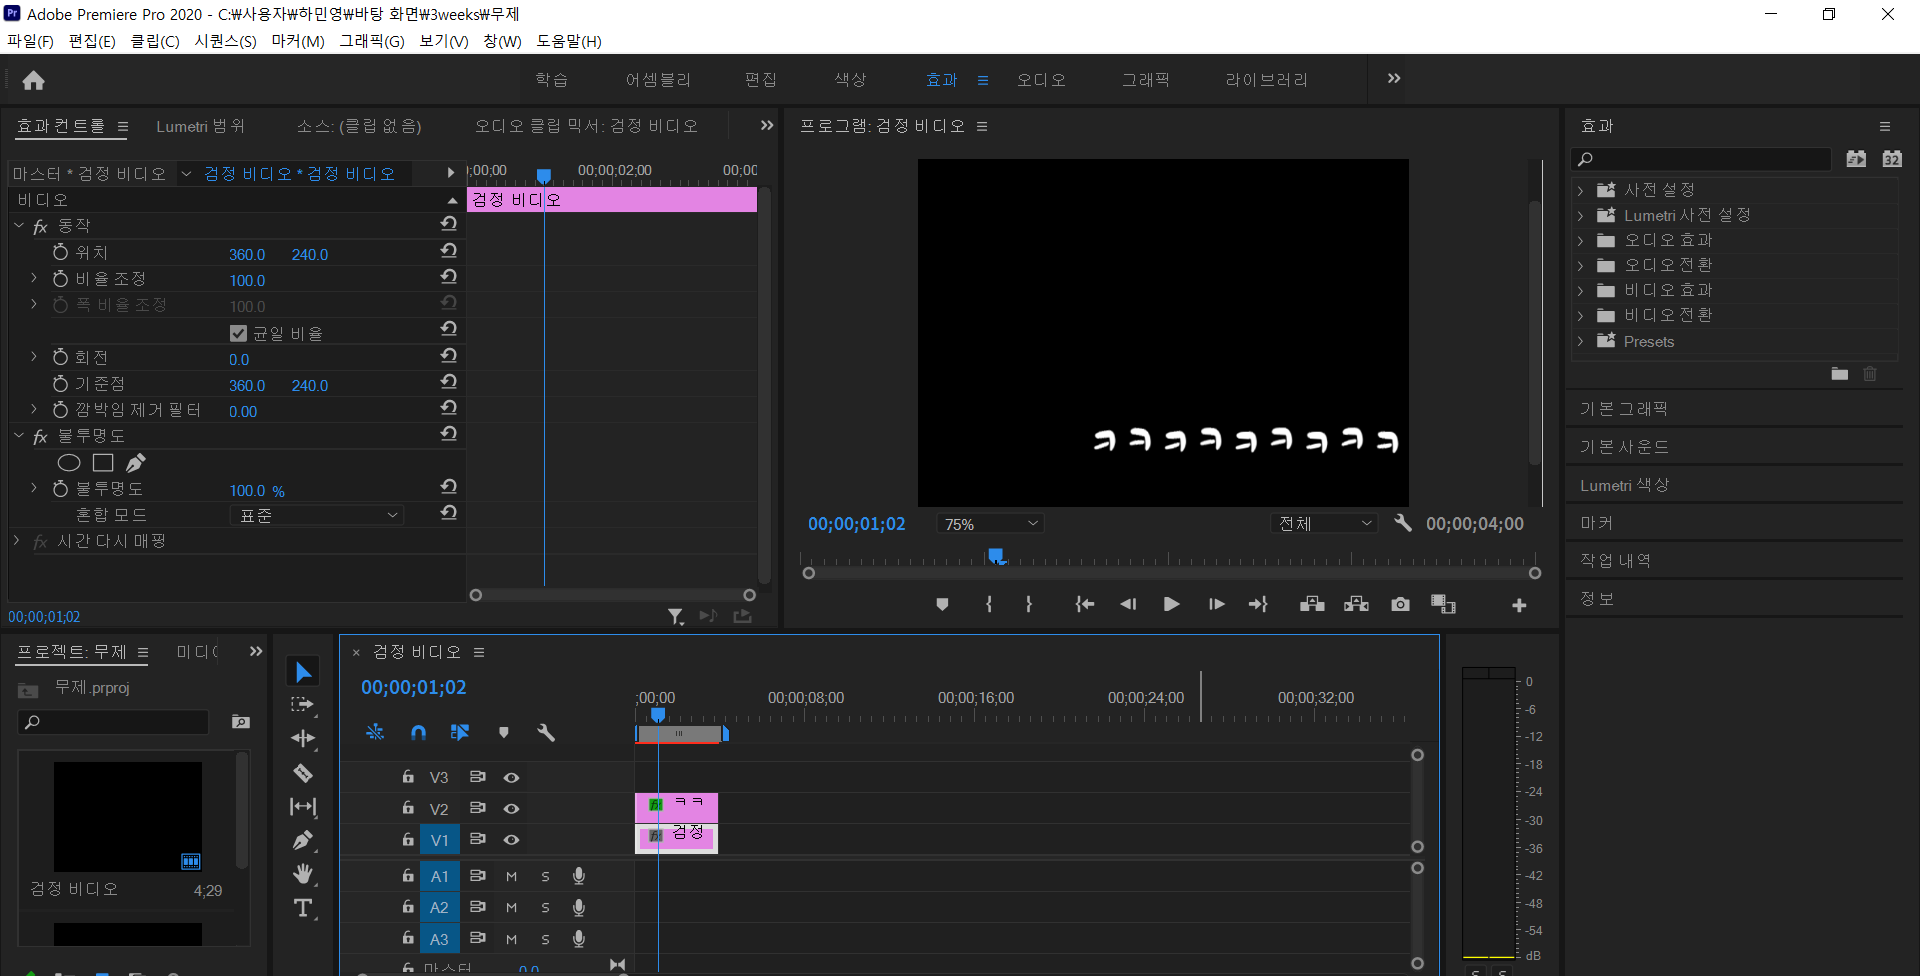 Adobe Premiere Pro 2020 - C:₩사용자₩하민영₩바탕 화면₩3weeks₩무제
파일(F) 편집(E) 클립(C) 시퀀스(S) 마커(M) 그래픽(G) 보기(V) 창(W) 도움말(H)
학습 어셈블리 편집 색상 효과 오디오 그래픽 라이브러리
효과 컨트롤 Lumetri 범위 소스: (클립 없음) 오디오 클립 믹서: 검정 비디오
마스터 * 검정 비디오 검정 비디오 * 검정 비디오
;00;00 00;00;02;00 00;00
비디오
검정 비디오
fx 동작
위치 360.0 240.0
비율 조정 100.0
폭 비율 조정 100.0
균일 비율
회전 0.0
기준점 360.0 240.0
깜박임 제거 필터 0.00
fx 불투명도
불투명도 100.0 %
혼합 모드 표준
fx 시간 다시 매핑
00;00;01;02
프로그램: 검정 비디오
ㅋㅋㅋㅋㅋㅋㅋㅋㅋ
00;00;01;02 75% 전체 00;00;04;00
효과
32
사전 설정
Lumetri 사전 설정
오디오 효과
오디오 전환
비디오 효과
비디오 전환
Presets
기본 그래픽
기본 사운드
Lumetri 색상
마커
작업 내역
정보
프로젝트: 무제
무제.prproj
검정 비디오 4;29
T
검정 비디오
00;00;01;02
;00;00 00;00;08;00 00;00;16;00 00;00;24;00 00;00;32;00
V3
V2 fx ㅋㅋ
V1 fx 검정
A1 M S
A2 M S
A3 M S
마스터 0.0
0
-6
-12
-18
-24
-30
-36
-42
-48
-54
dB
S S